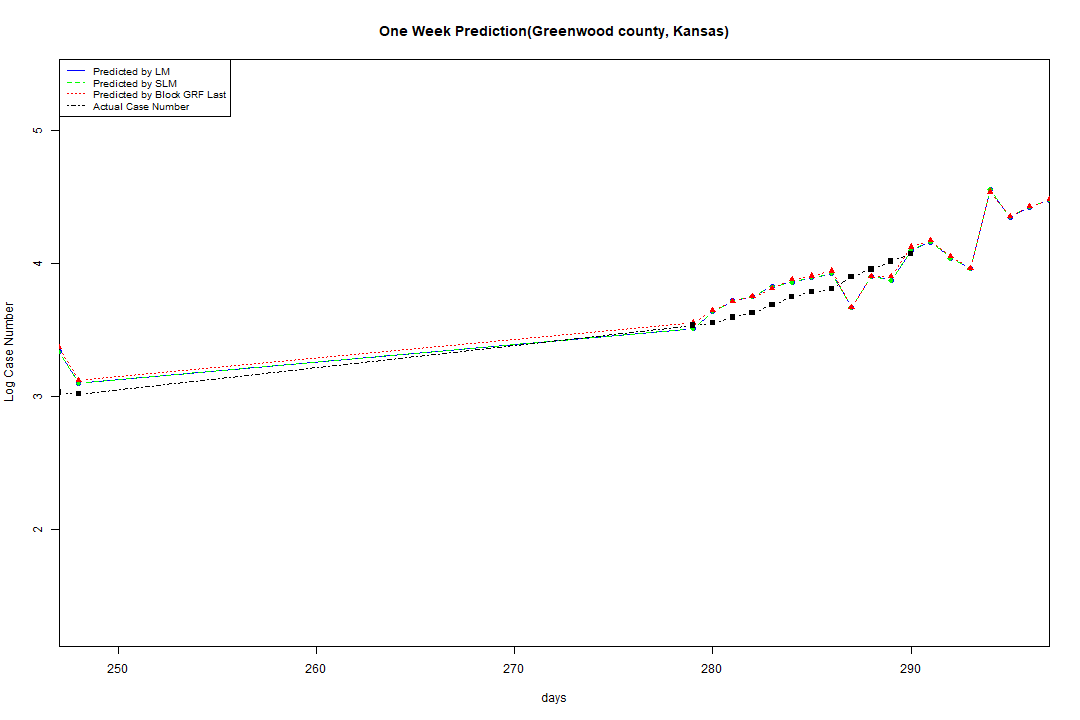 One Week Prediction(Greenwood county, Kansas)
Predicted by LM
Predicted by SLM
Predicted by Block GRF Last
Actual Case Number
5
4
3
2
Log Case Number
250 260 270 280 290
days